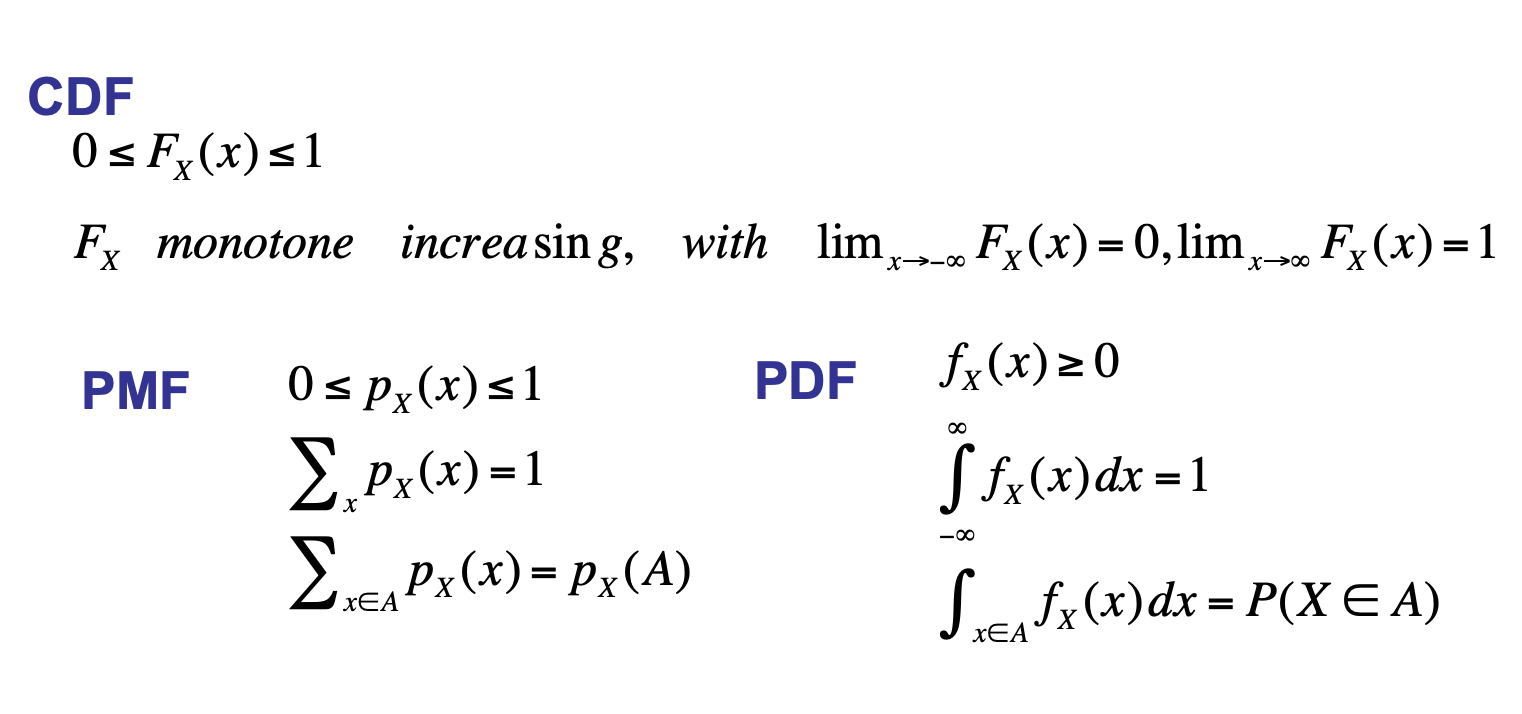 CDF
0 ≤ F_X(x) ≤ 1
F_X monotone increasing, with lim_{x→−∞} F_X(x) = 0, lim_{x→∞} F_X(x) = 1
PMF
0 ≤ p_X(x) ≤ 1
∑_x p_X(x) = 1
∑_{x∈A} p_X(x) = p_X(A)
PDF
f_X(x) ≥ 0
∫_{−∞}^{∞} f_X(x)dx = 1
∫_{x∈A} f_X(x)dx = P(X ∈ A)